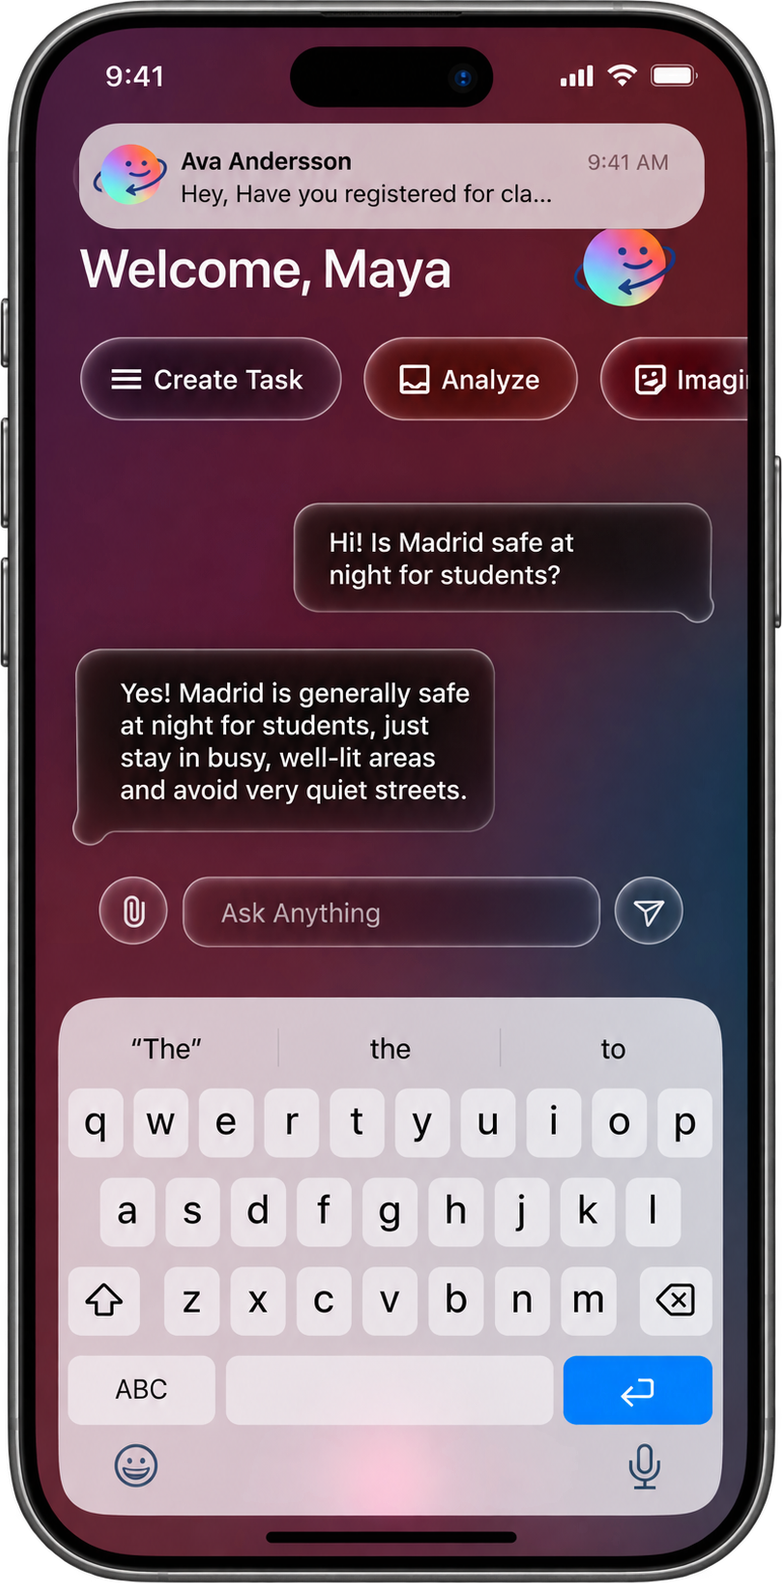 9:41
Ava Andersson 9:41 AM
Hey, Have you registered for cla...
Welcome, Maya
Create Task Analyze Imagi
Hi! Is Madrid safe at
night for students?
Yes! Madrid is generally safe
at night for students, just
stay in busy, well-lit areas
and avoid very quiet streets.
Ask Anything
“The” the to
q w e r t y u i o p
a s d f g h j k l
z x c v b n m
ABC